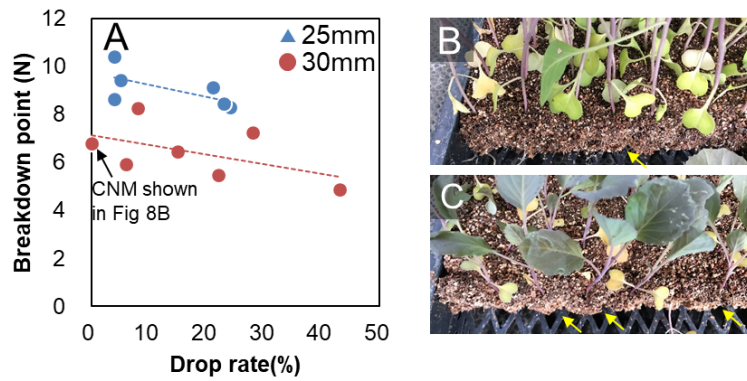 A
25mm
30mm
Breakdown point (N)
12
10
8
6
4
2
0
CNM shown
in Fig 8B
0
10
20
30
40
50
Drop rate(%)
B
C